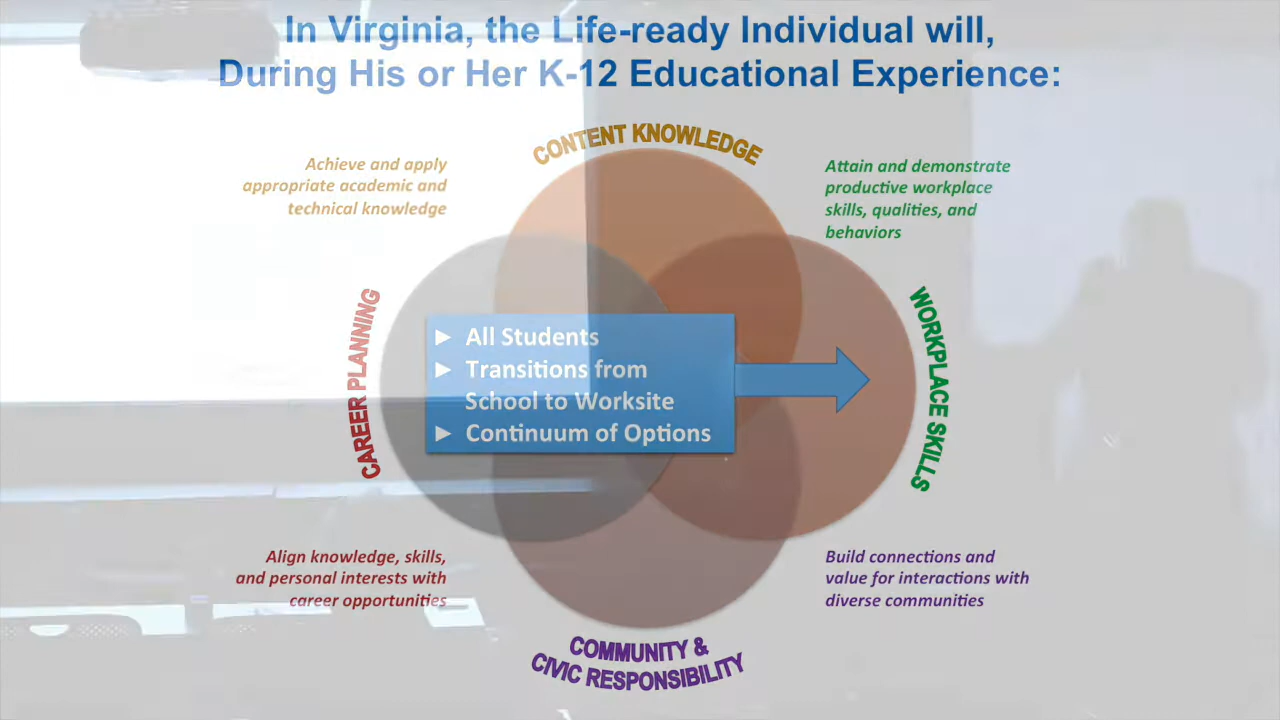 In Virginia, the Life-ready Individual will,
During His or Her K-12 Educational Experience:
CONTENT KNOWLEDGE
Achieve and apply
appropriate academic and
technical knowledge
Attain and demonstrate
productive workplace
skills, qualities, and
behaviors
CAREER PLANNING
► All Students
► Transitions from
School to Worksite
► Continuum of Options
WORKPLACE SKILLS
Align knowledge, skills,
and personal interests with
career opportunities
Build connections and
value for interactions with
diverse communities
COMMUNITY &
CIVIC RESPONSIBILITY